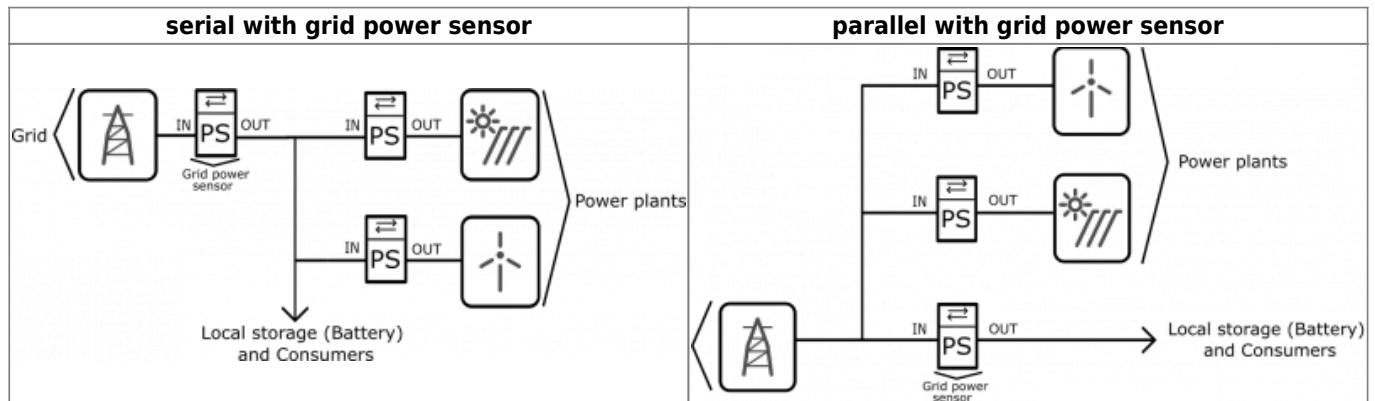 serial with grid power sensor
parallel with grid power sensor
Grid
IN
PS
OUT
Grid power
sensor
IN
PS
OUT
IN
PS
OUT
Power plants
Local storage (Battery)
and Consumers
IN
PS
OUT
IN
PS
OUT
Power plants
IN
PS
OUT
Grid power
sensor
Local storage (Battery)
and Consumers